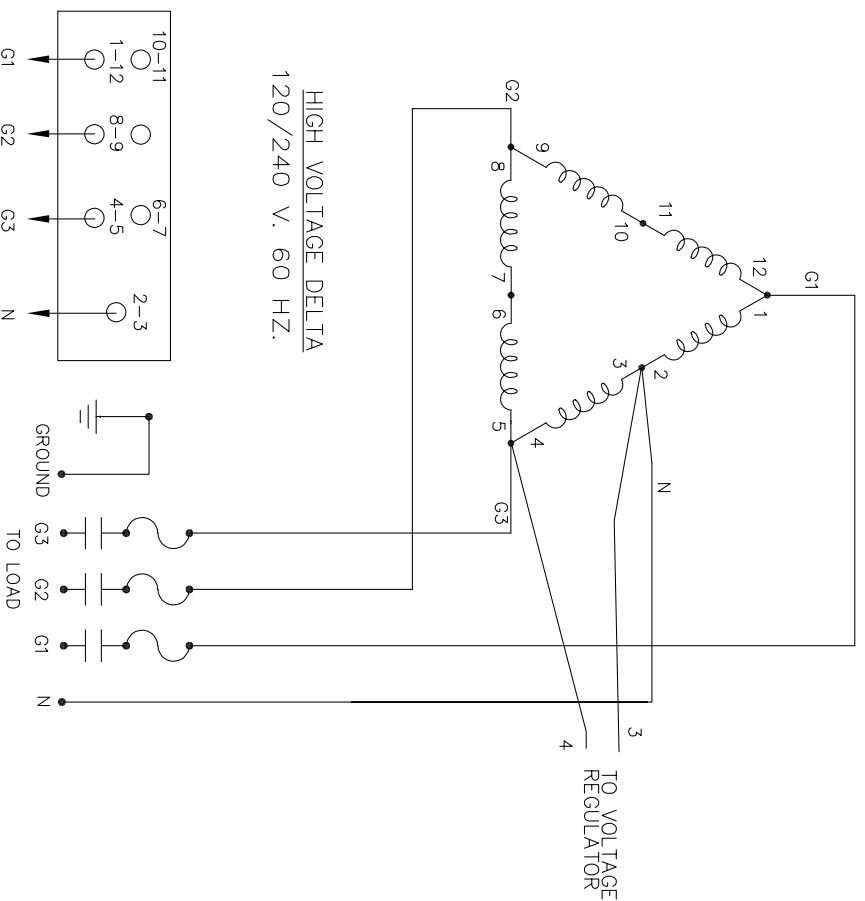 HIGH VOLTAGE DELTA
120/240 V. 60 HZ.
G1
12
1
11
2
10
3
9
4
8
7
6
5
G2
G3
N
3
4
TO VOLTAGE
REGULATOR
10-11
6-7
1-12
8-9
4-5
2-3
G1
G2
G3
N
GROUND
G3
G2
G1
N
TO LOAD